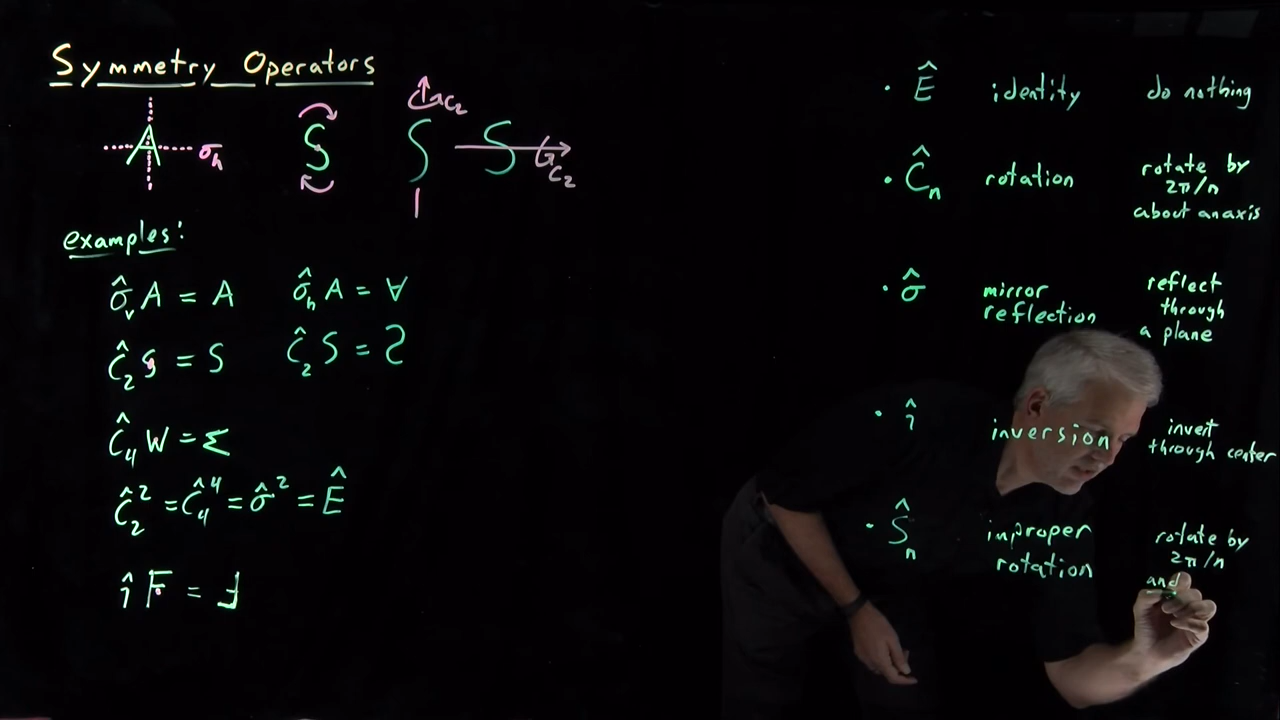 Symmetry Operators
A σh
S
S C2
S C2
examples:
σ̂v A = A
σ̂h A = ∀
Ĉ2 S = S
Ĉ2 S = Ƨ
Ĉ4 W = Σ
Ĉ2² = Ĉ4⁴ = σ̂² = Ê
î F = Ⅎ
· Ê identity do nothing
· Ĉn rotation rotate by
2π/n
about an axis
· σ̂ mirror
reflection
reflect
through
a plane
· î inversion invert
through center
· Ŝn improper
rotation
rotate by
2π/n
and